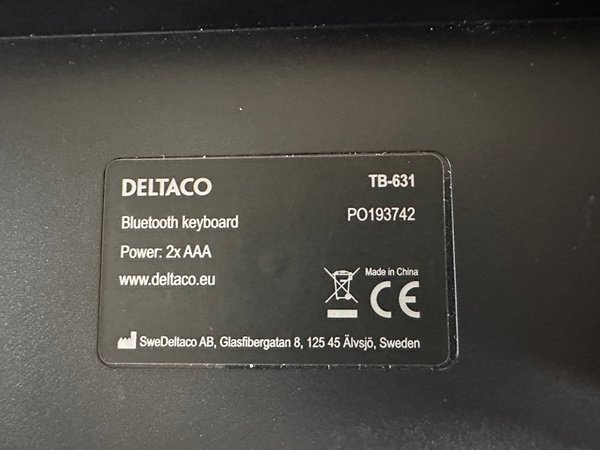 DELTACO
TB-631
Bluetooth keyboard
PO193742
Power: 2x AAA
www.deltaco.eu
Made in China
CE
SweDeltaco AB, Glasfibergatan 8, 125 45 Älvsjö, Sweden